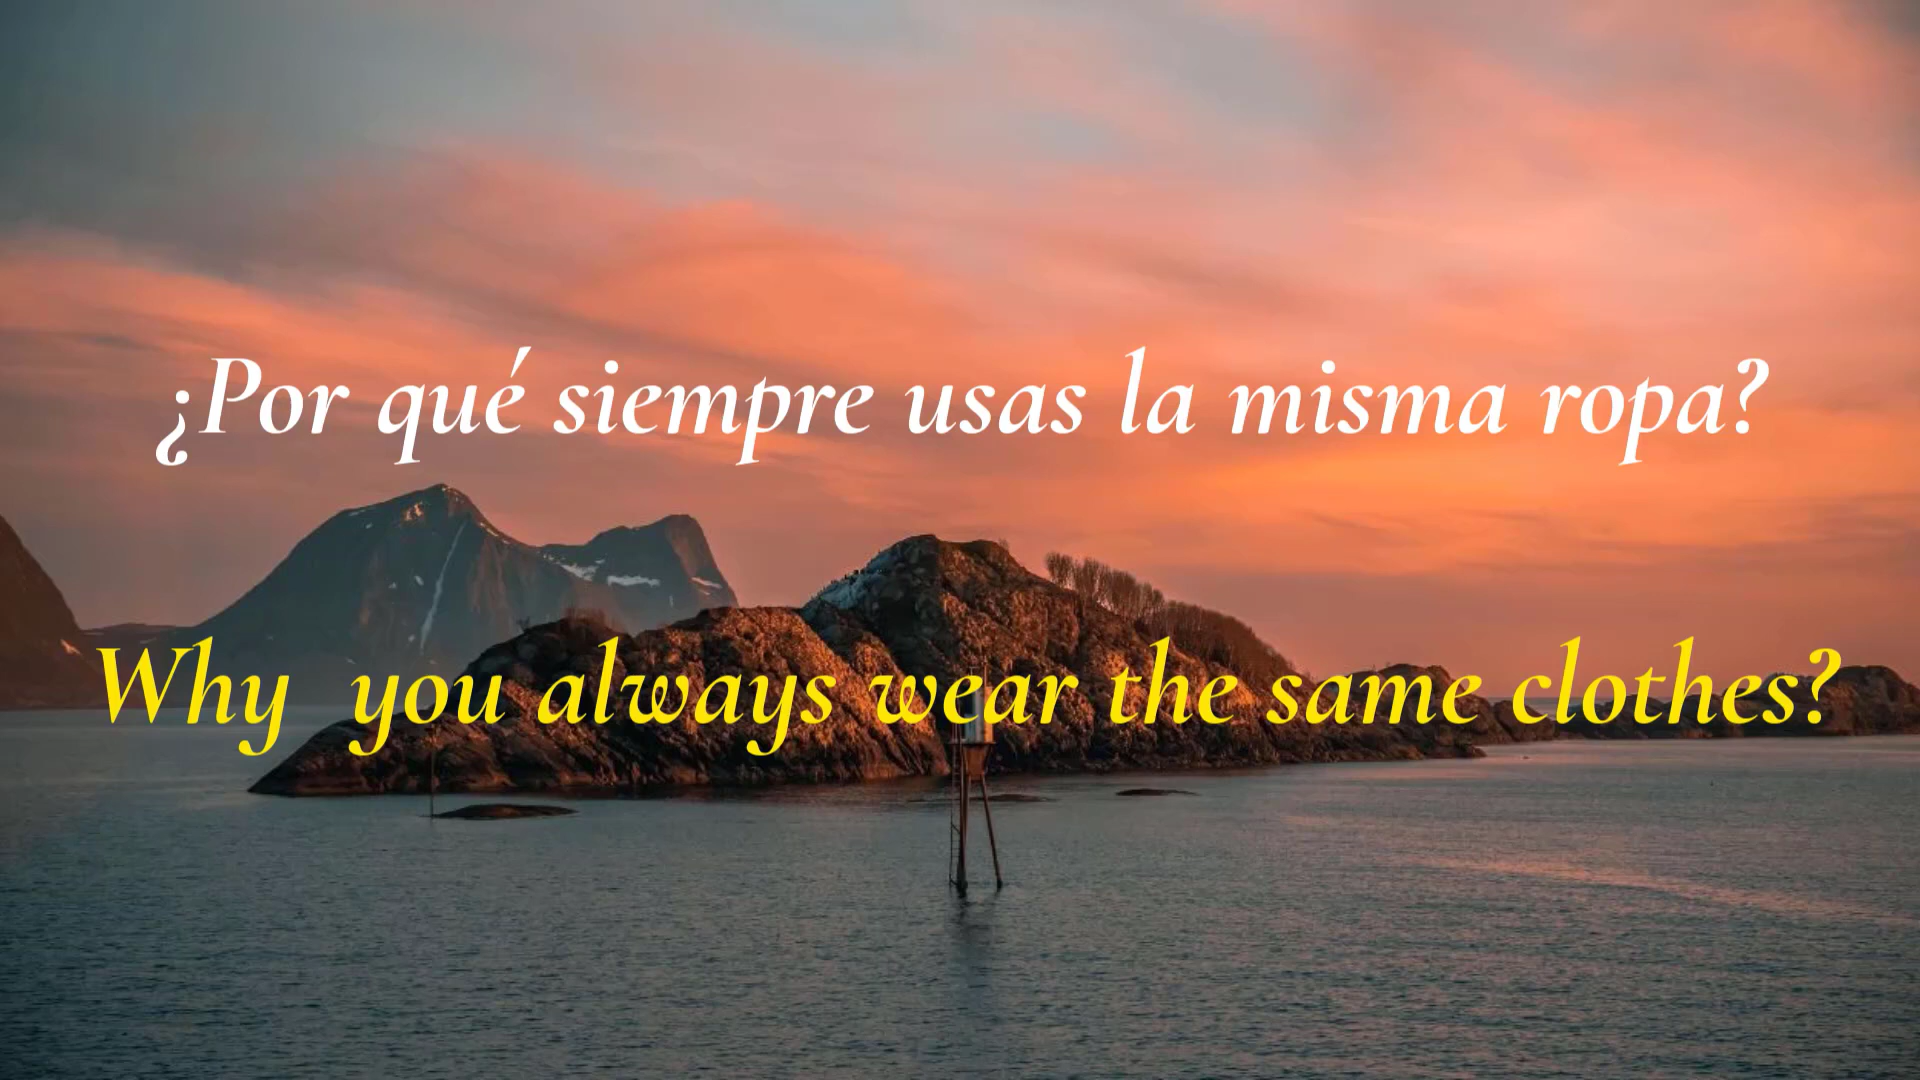 ¿Por qué siempre usas la misma ropa?
Why  you always wear the same clothes?